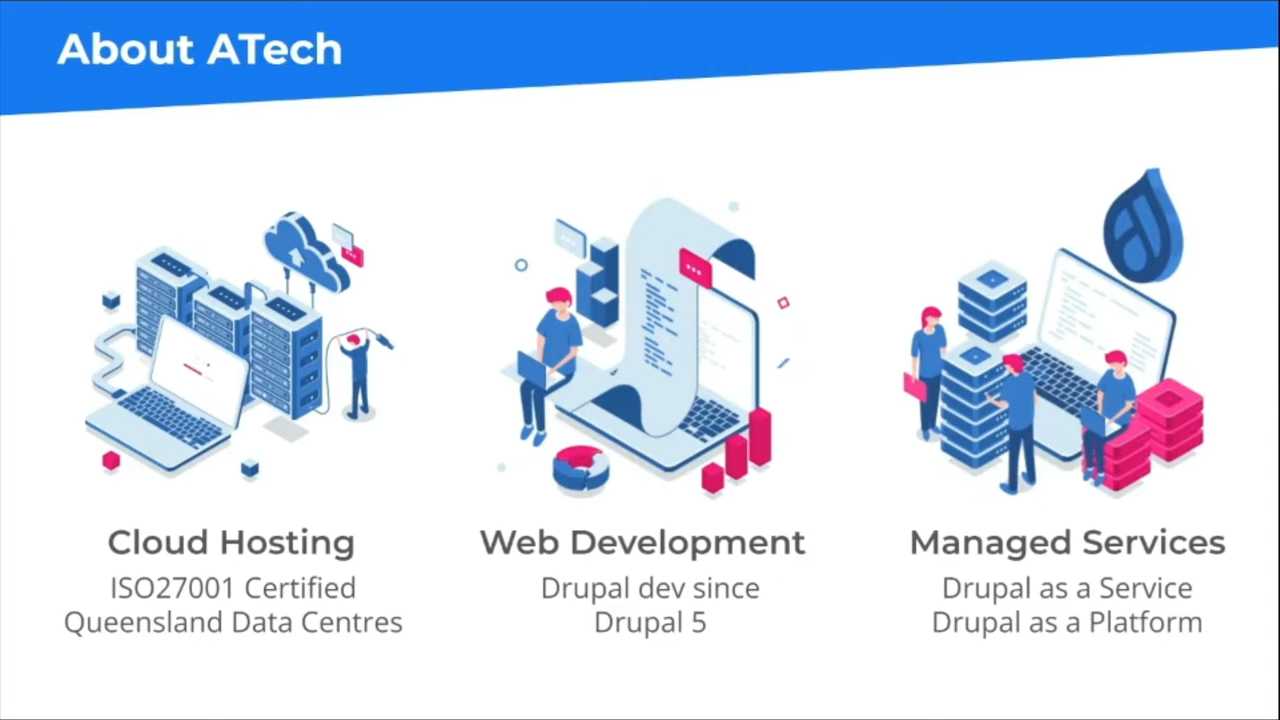 About ATech
Cloud Hosting
ISO27001 Certified
Queensland Data Centres
Web Development
Drupal dev since
Drupal 5
Managed Services
Drupal as a Service
Drupal as a Platform